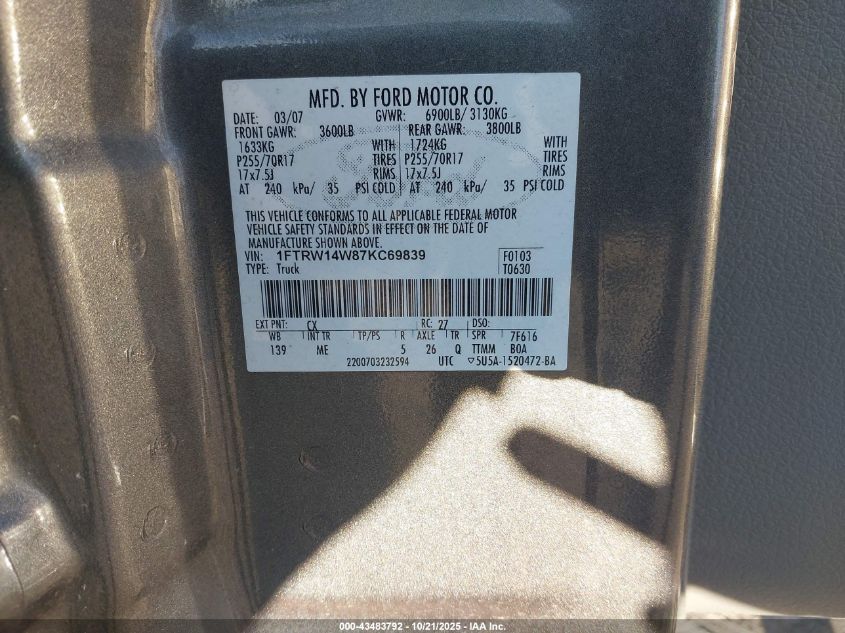 MFD. BY FORD MOTOR CO.
DATE: 03/07 GVWR: 6900LB/ 3130KG
FRONT GAWR: 3600LB REAR GAWR: 3800LB
1633KG WITH 1724KG WITH
P255/70R17 TIRES P255/70R17 TIRES
17x7.5J RIMS 17x7.5J RIMS
AT 240 kPa/ 35 PSI COLD AT 240 kPa/ 35 PSI COLD
Ford
THIS VEHICLE CONFORMS TO ALL APPLICABLE FEDERAL MOTOR
VEHICLE SAFETY STANDARDS IN EFFECT ON THE DATE OF
MANUFACTURE SHOWN ABOVE.
VIN: 1FTRW14W87KC69839 F0103
TYPE: Truck T0630
EXT PNT: CX RC: 27 DSO:
WB INT TR TP/PS R AXLE TR SPR 7F616
139 ME 5 26 Q TTMM BOA
2200703232594 UTC ▽5U5A-1520472-BA
000-43483792 - 10/21/2025 - IAA Inc.